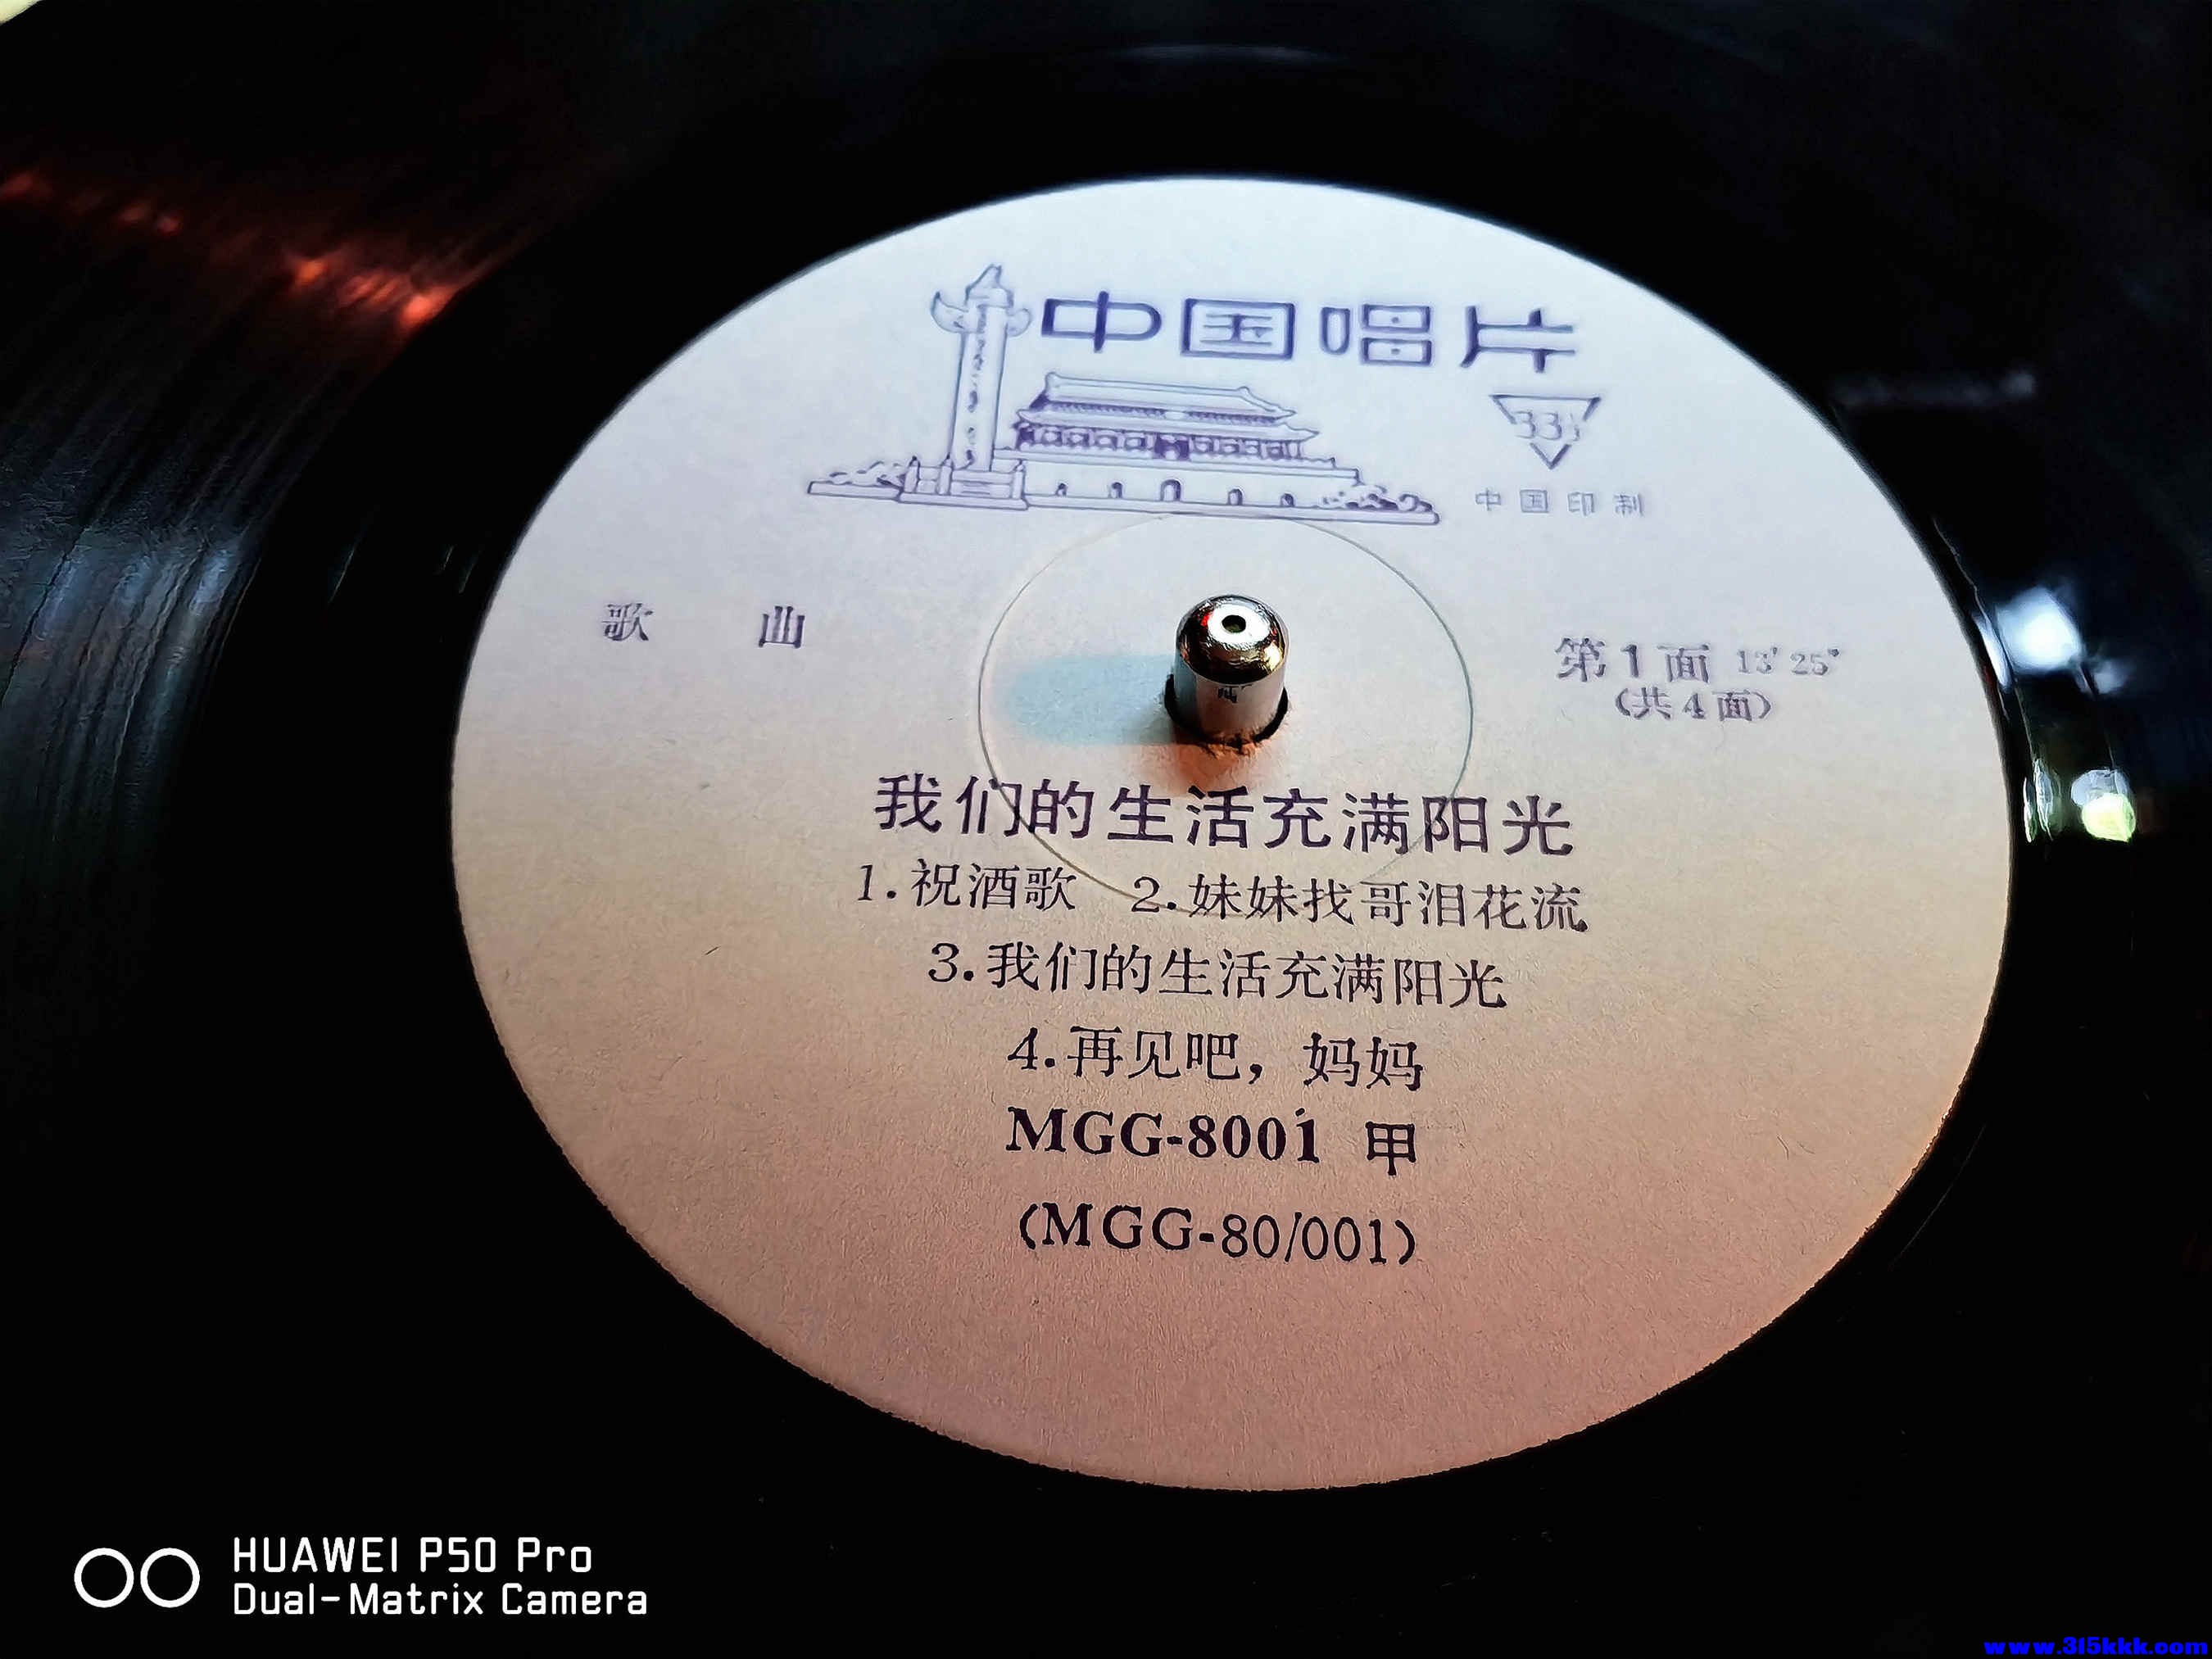 中国唱片
33⅓
中国印制
歌 曲
第1面 13′25″
(共4面)
我们的生活充满阳光
1.祝酒歌 2.妹妹找哥泪花流
3.我们的生活充满阳光
4.再见吧，妈妈
MGG-8001 甲
(MGG-80/001)
HUAWEI P50 Pro
Dual-Matrix Camera
www.315kkk.com